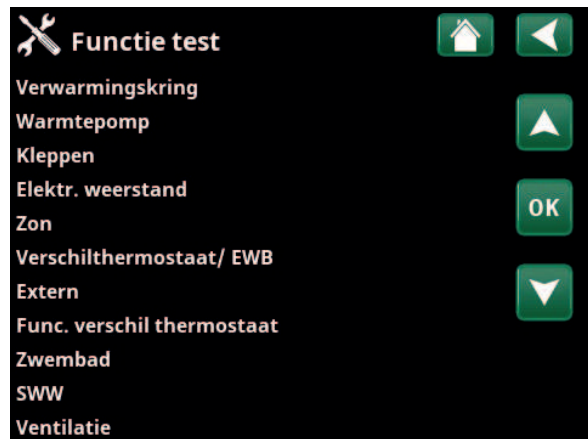 Functie test
Verwarmingskring
Warmtepomp
Kleppen
Elektr. weerstand
OK
Zon
Verschilthermostaat/ EWB
Extern
Func. verschil thermostaat
Zwembad
SWW
Ventilatie